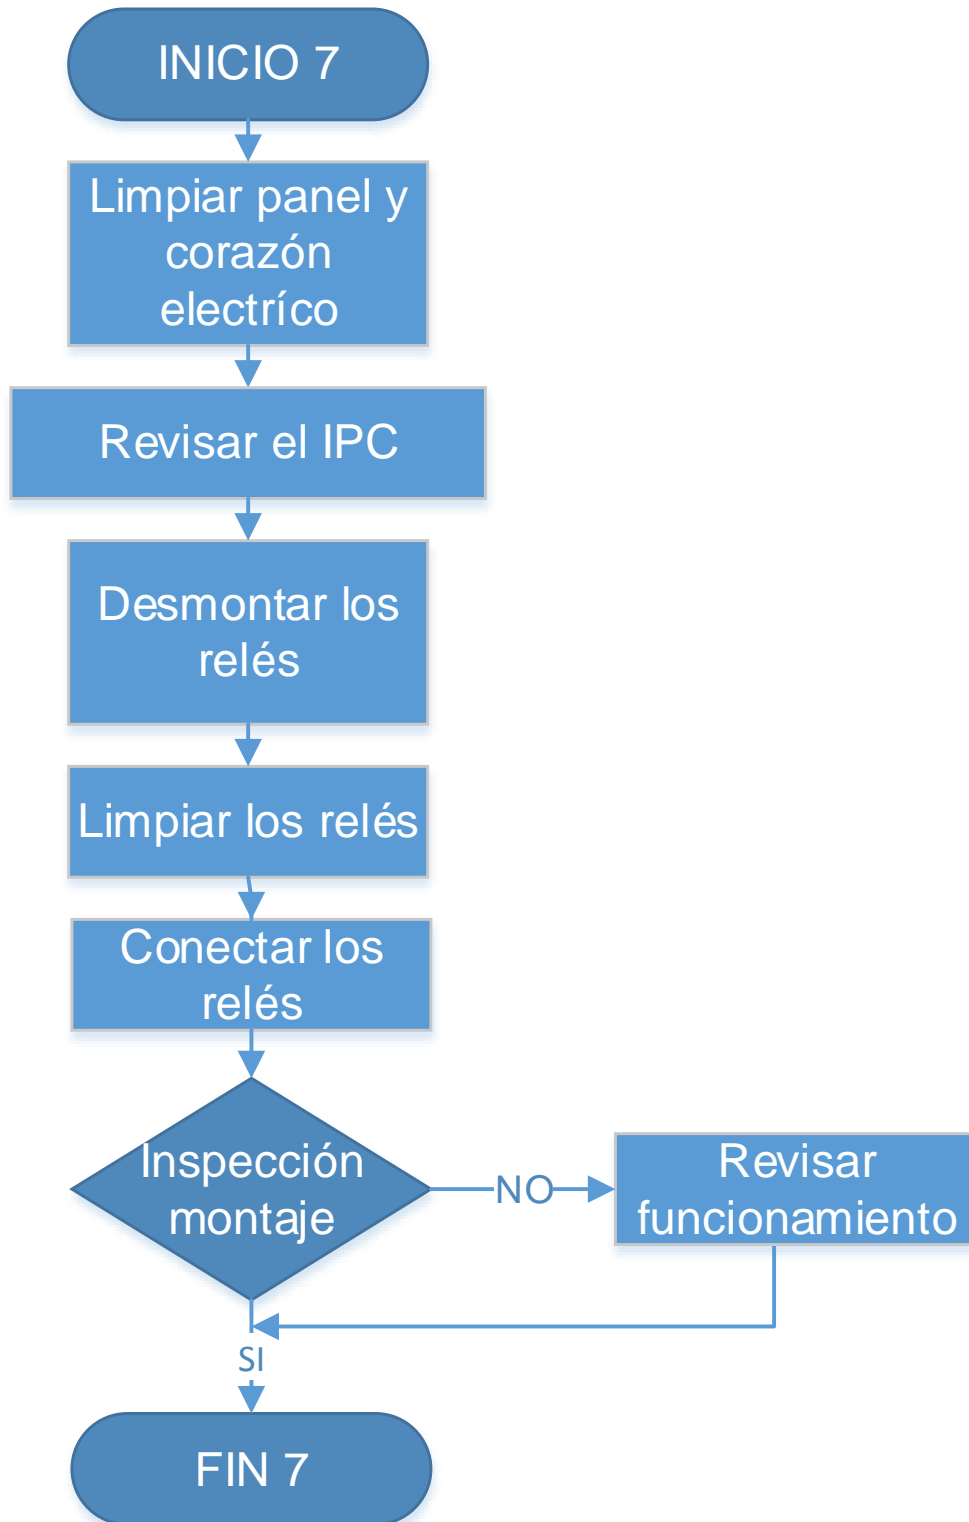 INICIO 7
Limpiar panel y
corazón
electríco
Revisar el IPC
Desmontar los
relés
Limpiar los relés
Conectar los
relés
Inspección
montaje
NO
Revisar
funcionamiento
SI
FIN 7